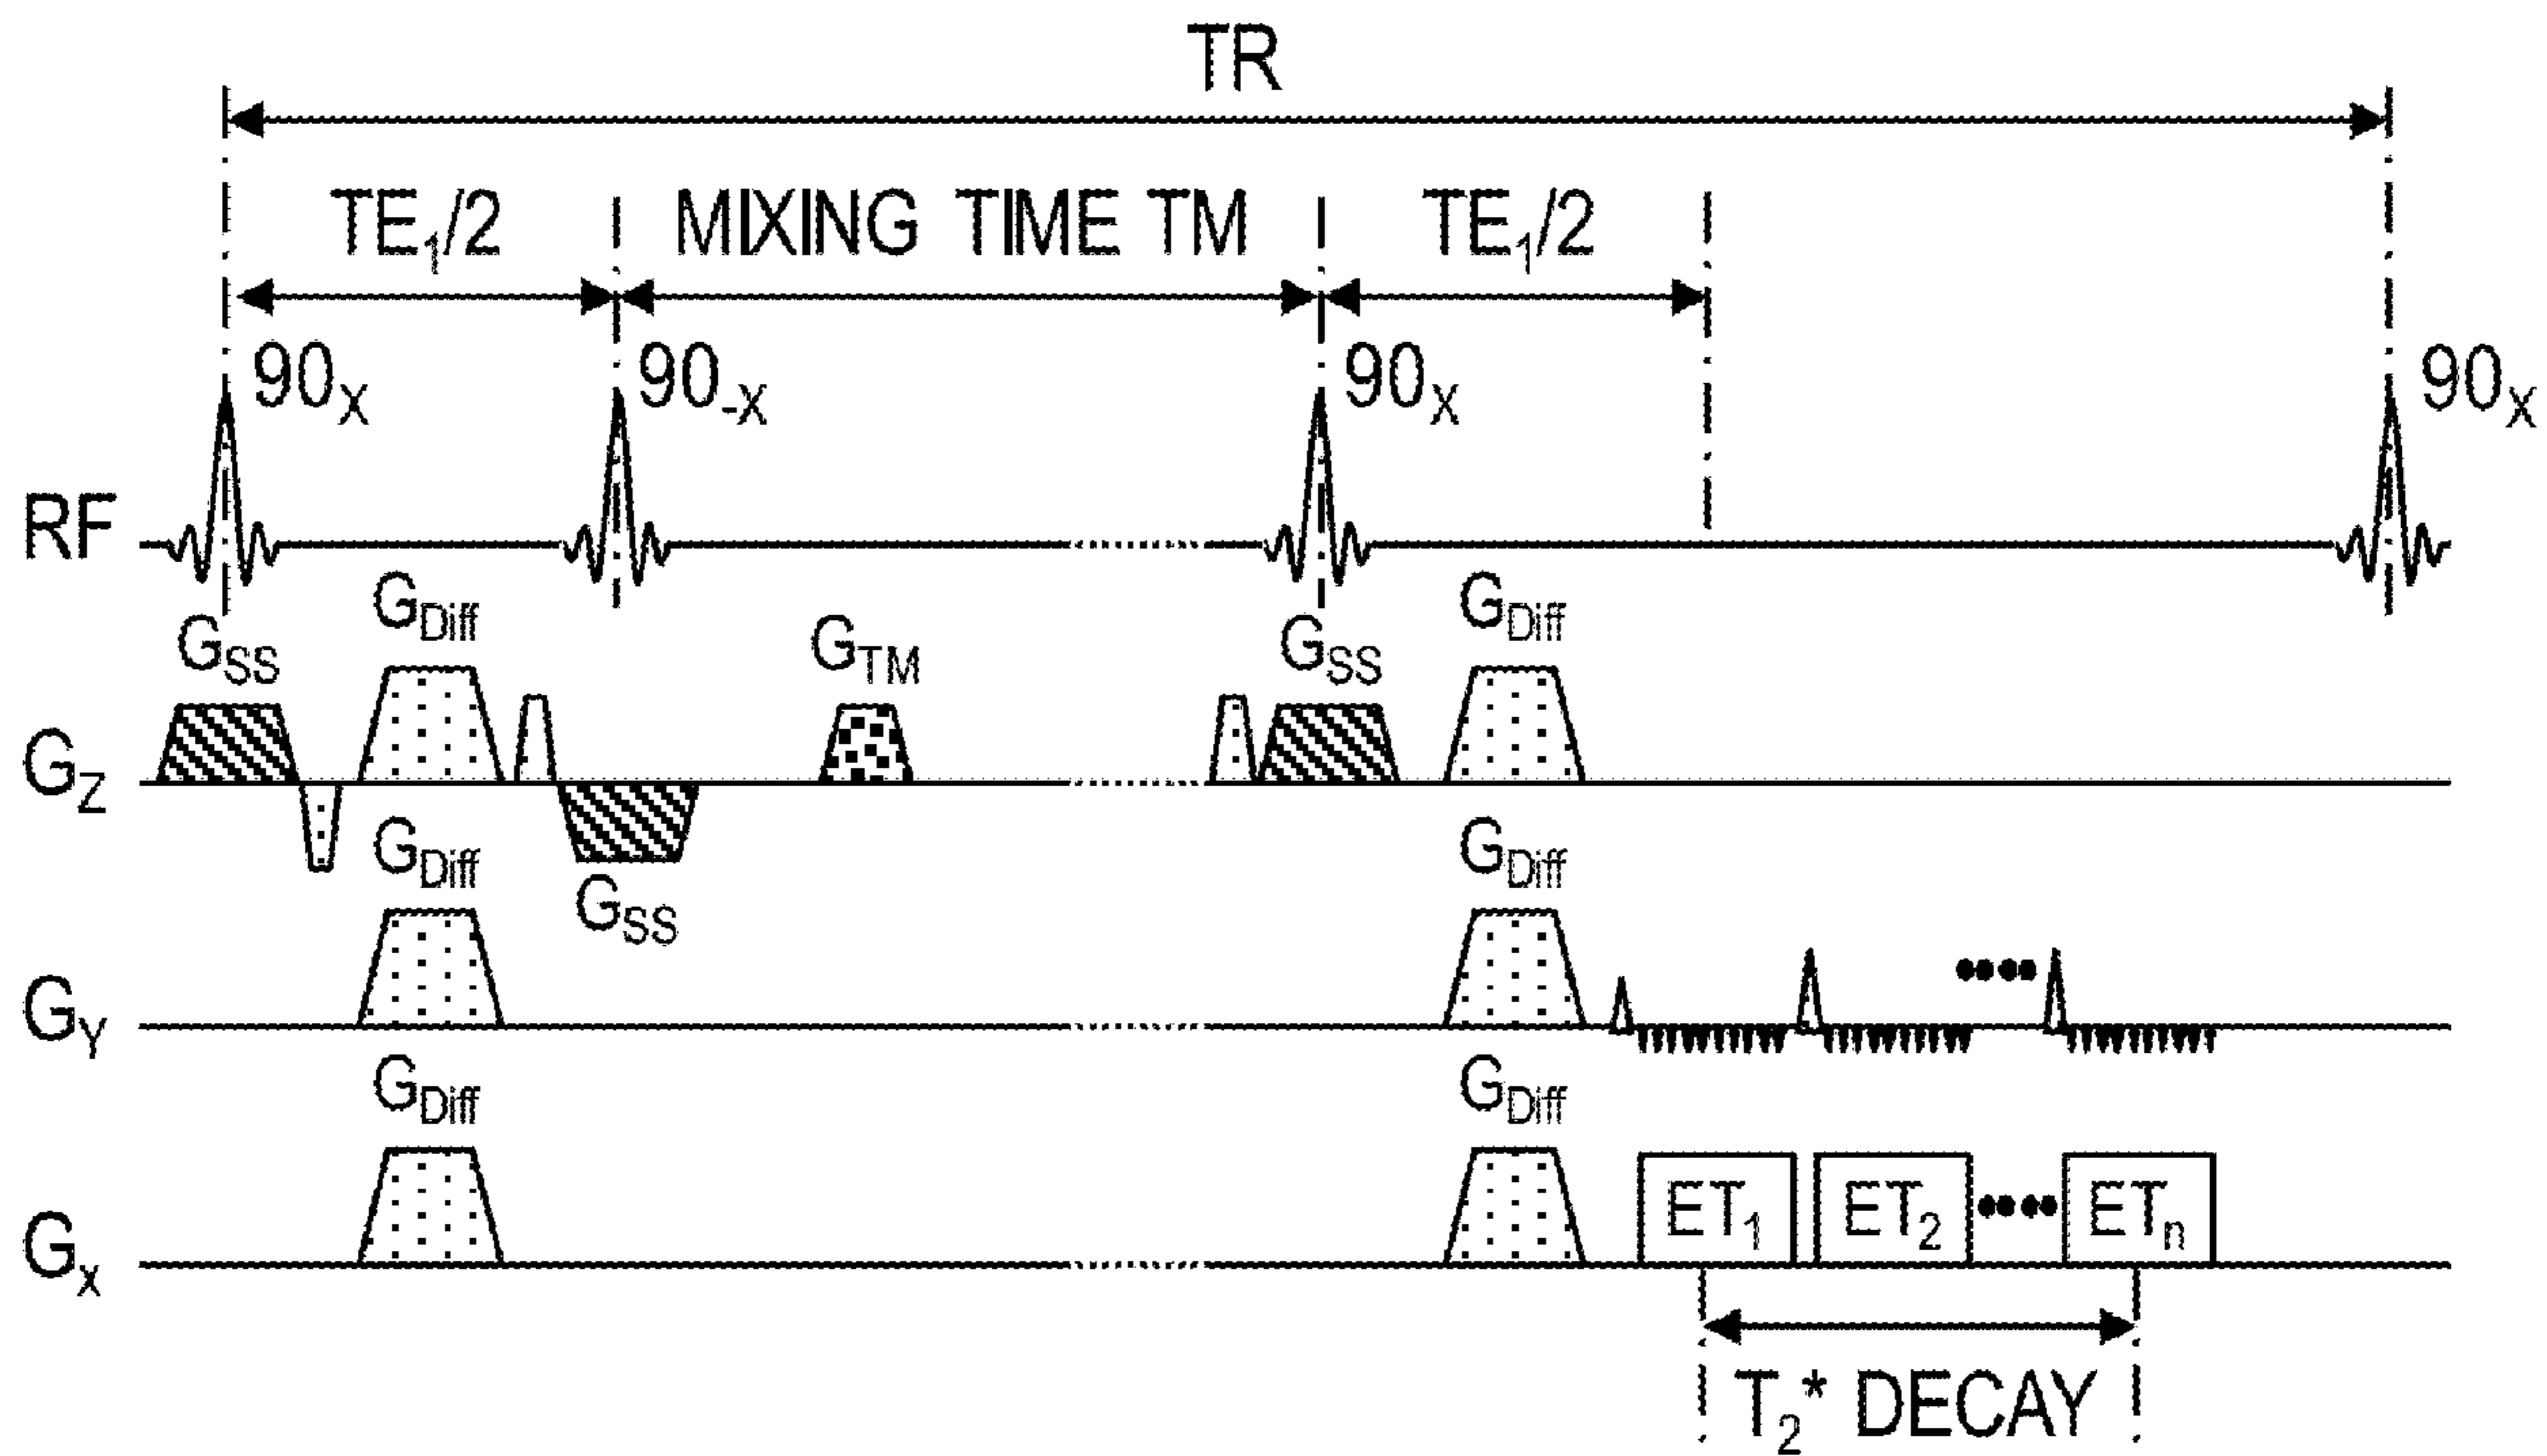 TR
TE₁/2 MIXING TIME TM TE₁/2
90X 90-X 90X 90X
RF
GDiff GDiff
GSS GTM GSS
GZ
GDiff GDiff
GSS
GY
GDiff GDiff
ET₁ ET₂ ETn
Gx
T₂* DECAY